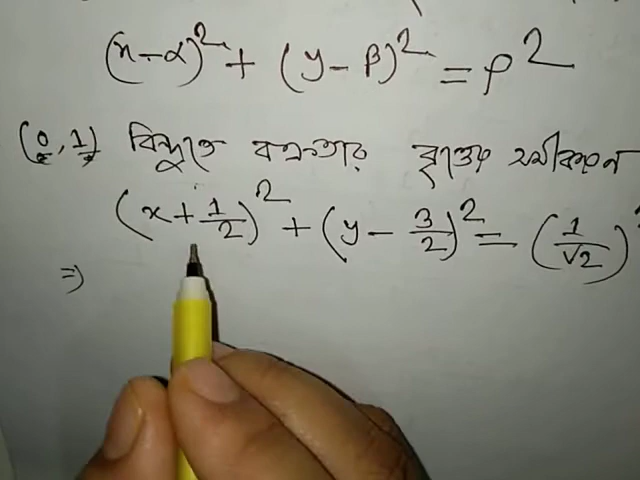 (x-α)² + (y-β)² = ρ²
(0,1) বিন্দুতে বক্রতার বৃত্তের সমীকরণ
(x+1/2)² + (y-3/2)² = (1/√2)²
⇒